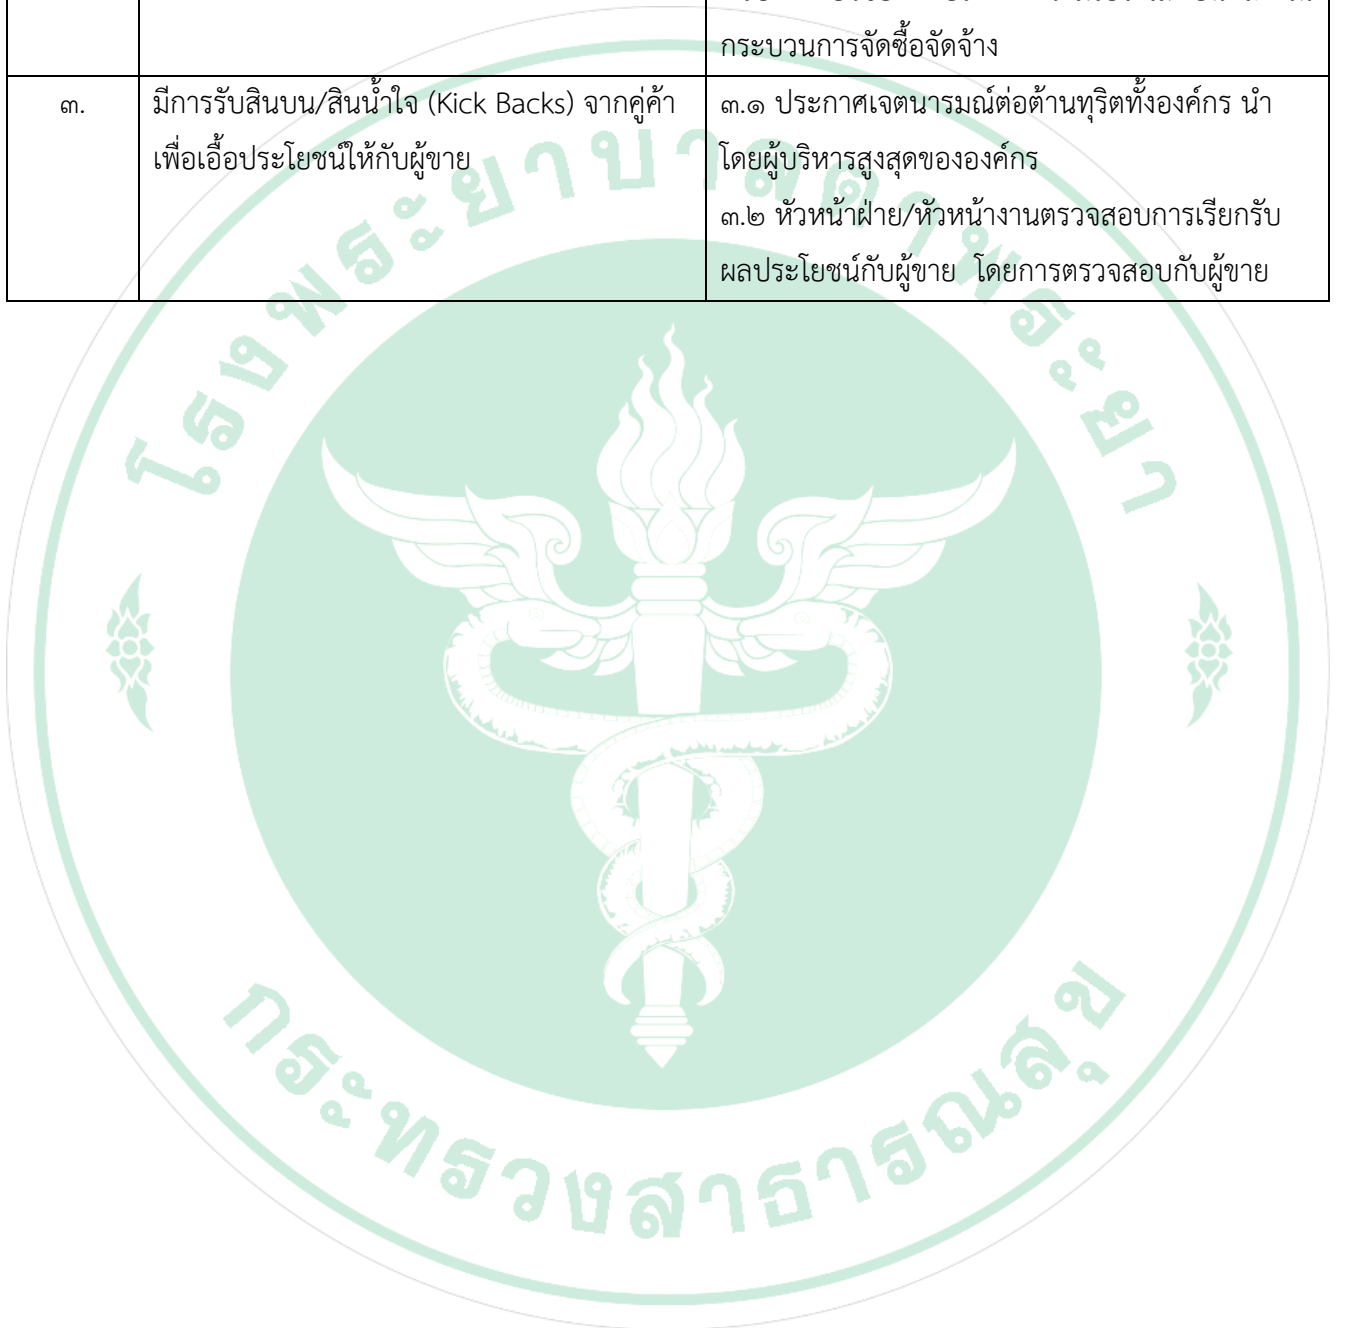 กระบวนการจัดซื้อจัดจ้าง
๓.
มีการรับสินบน/สินน้ำใจ (Kick Backs) จากคู่ค้า
เพื่อเอื้อประโยชน์ให้กับผู้ขาย
๓.๑ ประกาศเจตนารมณ์ต่อต้านทุริตทั้งองค์กร นำ
โดยผู้บริหารสูงสุดขององค์กร
๓.๒ หัวหน้าฝ่าย/หัวหน้างานตรวจสอบการเรียกรับ
ผลประโยชน์กับผู้ขาย โดยการตรวจสอบกับผู้ขาย
โรงพระยาบาลตาพระยา
กระทรวงสาธารณสุข